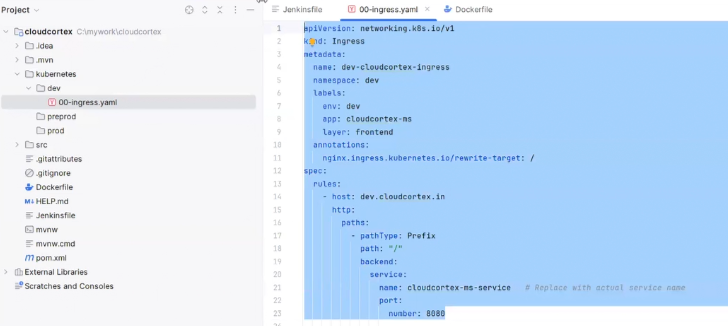 Project
cloudcortex C:\mywork\cloudcortex
.idea
.mvn
kubernetes
dev
00-ingress.yaml
preprod
prod
src
.gitattributes
.gitignore
Dockerfile
HELP.md
Jenkinsfile
mvnw
mvnw.cmd
pom.xml
External Libraries
Scratches and Consoles
Jenkinsfile 00-ingress.yaml Dockerfile
1 apiVersion: networking.k8s.io/v1
2 kind: Ingress
3 metadata:
4 name: dev-cloudcortex-ingress
5 namespace: dev
6 labels:
7 env: dev
8 app: cloudcortex-ms
9 layer: frontend
10 annotations:
11 nginx.ingress.kubernetes.io/rewrite-target: /
12 spec:
13 rules:
14 - host: dev.cloudcortex.in
15 http:
16 paths:
17 - pathType: Prefix
18 path: "/"
19 backend:
20 service:
21 name: cloudcortex-ms-service # Replace with actual service name
22 port:
23 number: 8080